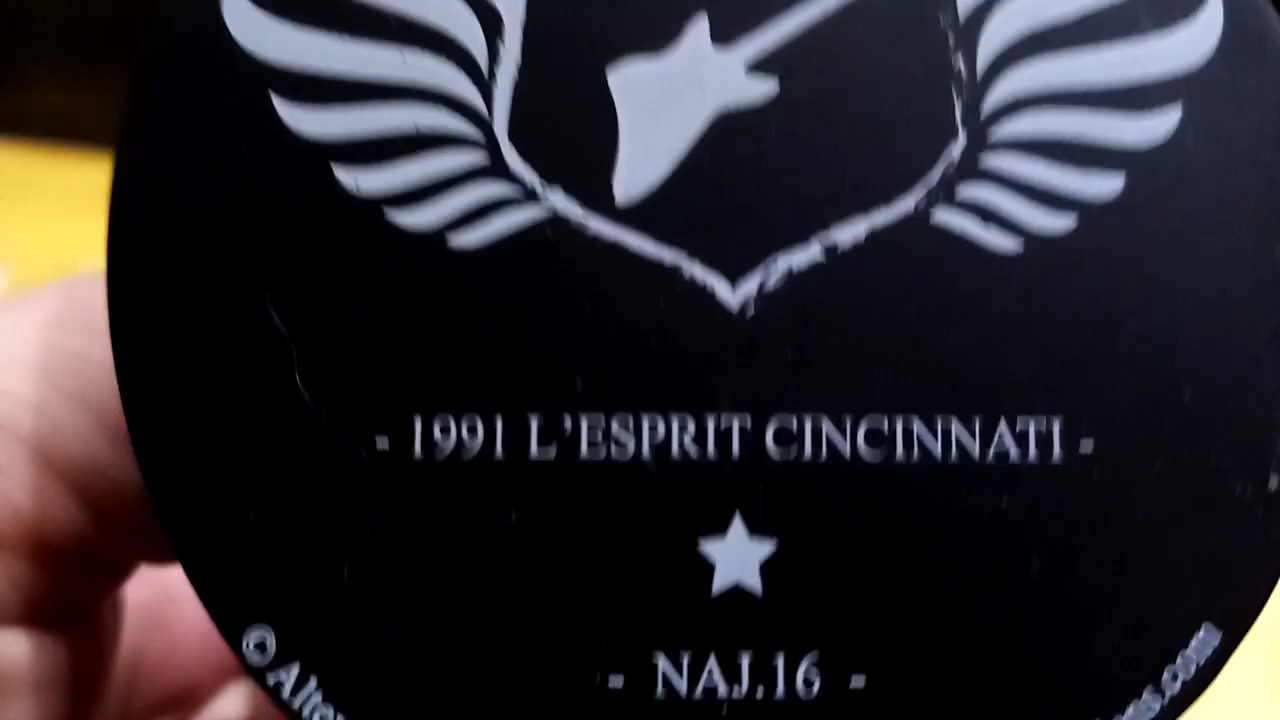 - 1991 L'ESPRIT CINCINNATI -
- NAJ.16 -